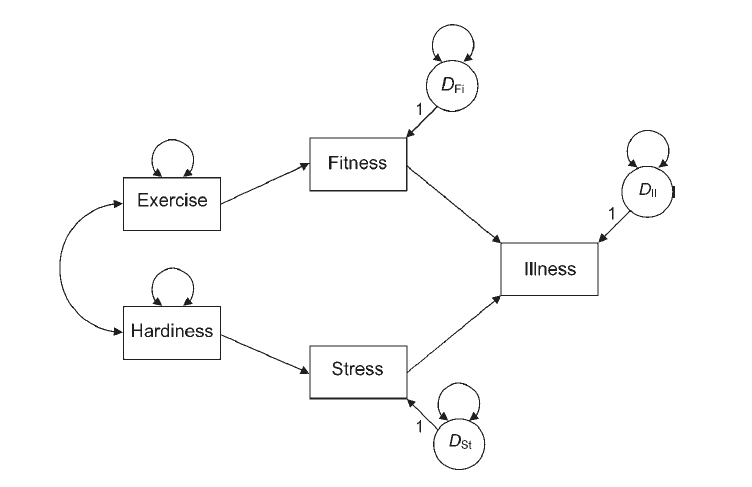 D_Fi
1
Fitness
Exercise
D_Il
1
Illness
Hardiness
Stress
1
D_St